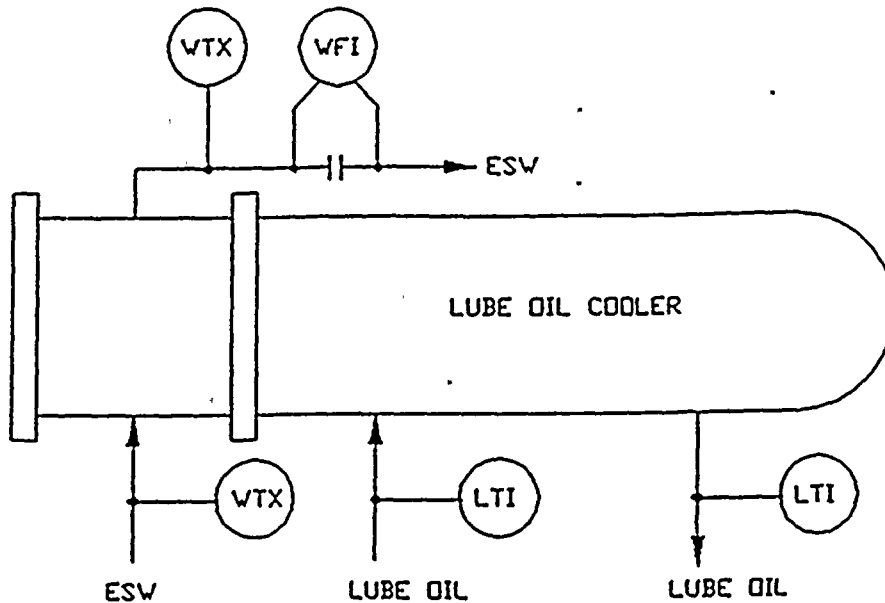 WTX WFI
ESW
LUBE OIL COOLER
WTX LTI LTI
ESW LUBE OIL LUBE OIL